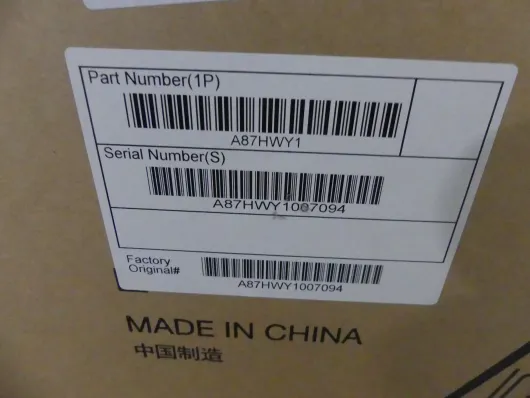 Part Number(1P)
A87HWY1
Serial Number(S)
A87HWY1007094
Factory
Original#
A87HWY1007094
MADE IN CHINA
中国制造